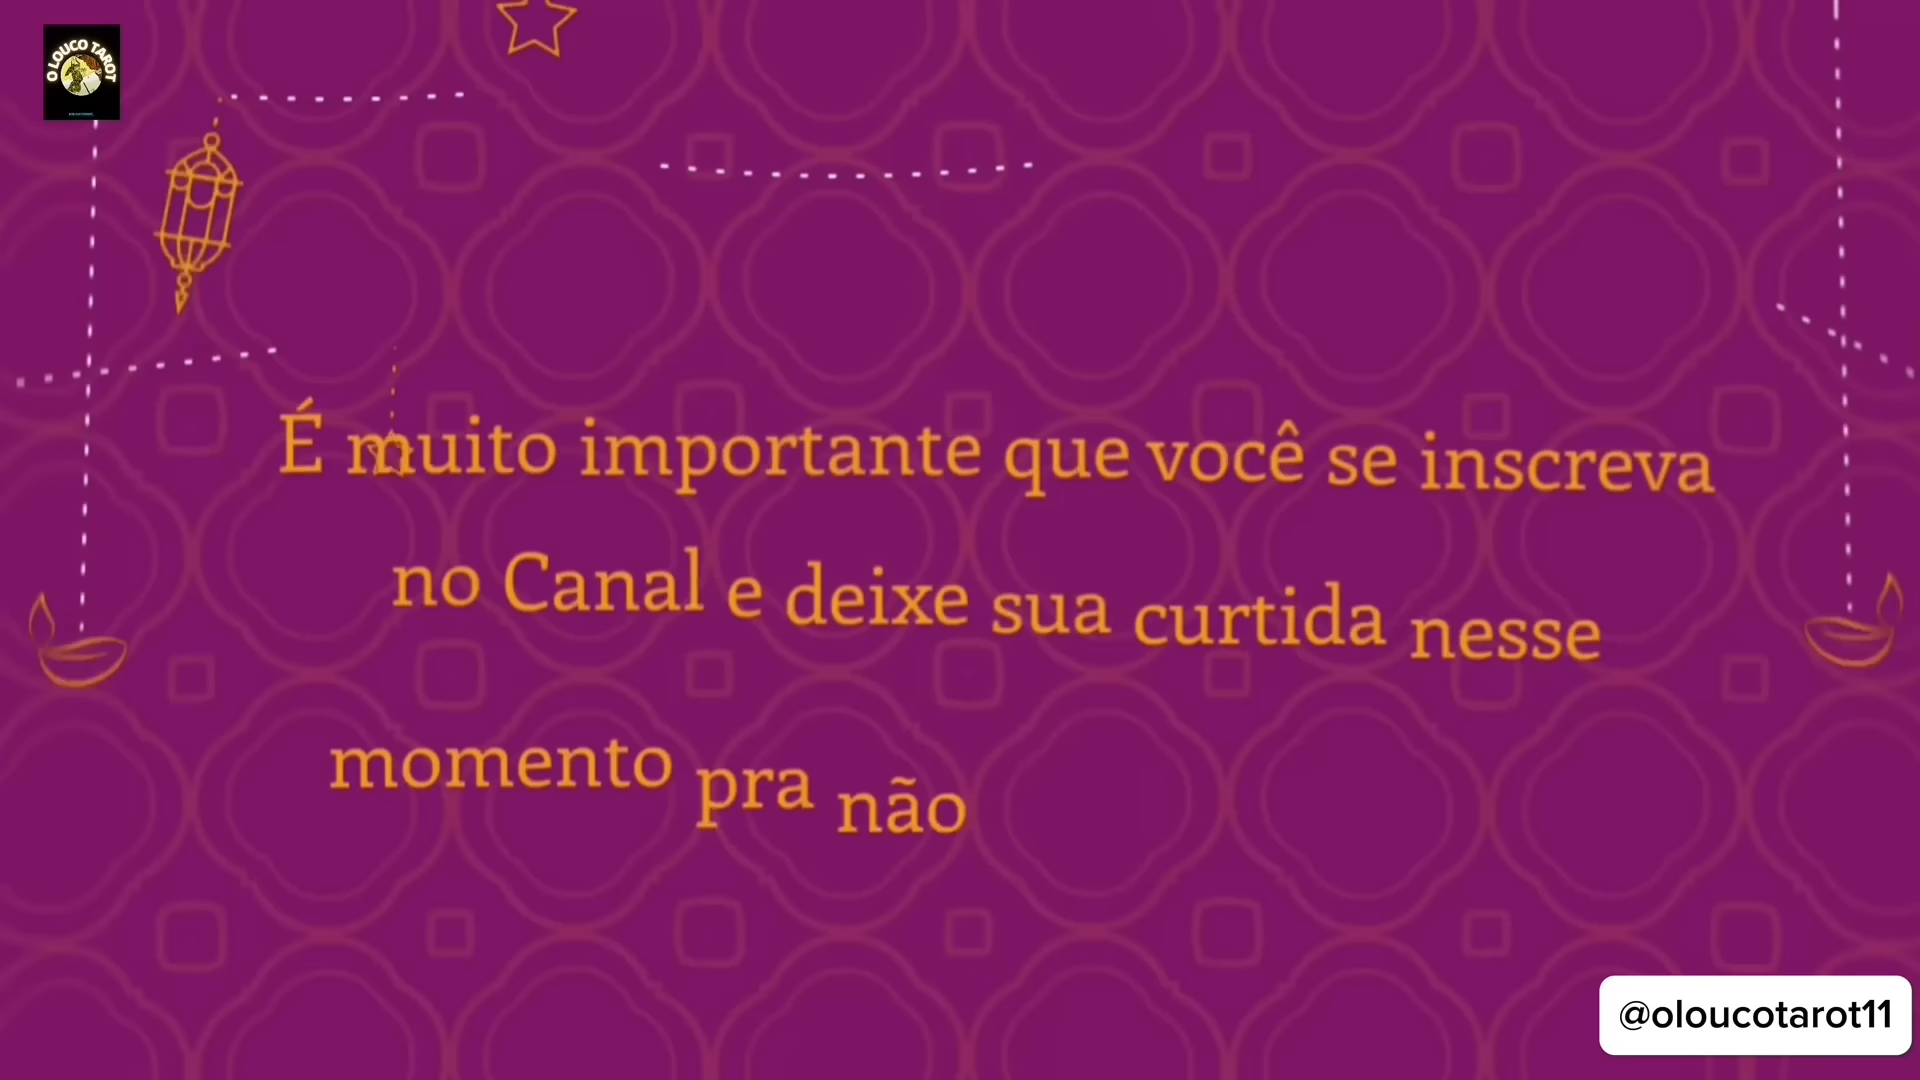 O LOUCO TAROT
É muito importante que você se inscreva
no Canal e deixe sua curtida nesse
momento pra não
@oloucotarot11